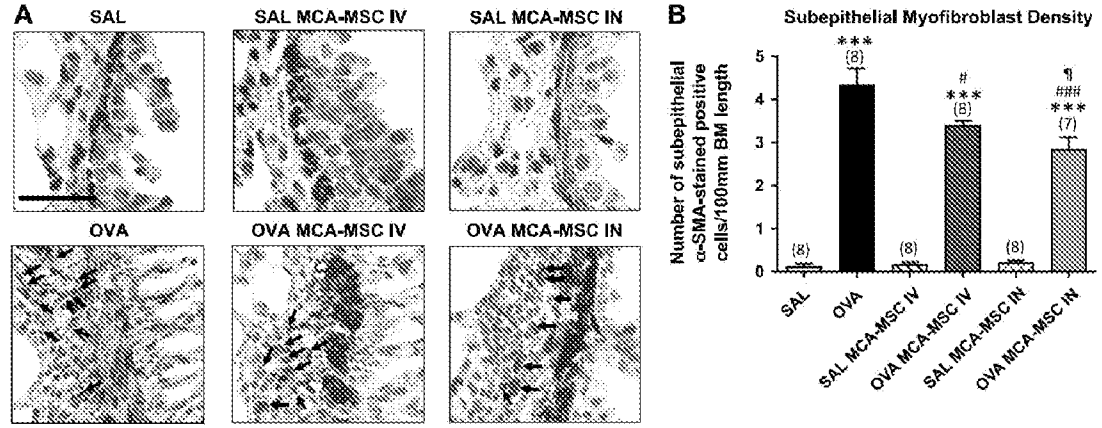 A
SAL
SAL MCA-MSC IV
SAL MCA-MSC IN
OVA
OVA MCA-MSC IV
OVA MCA-MSC IN
B
Subepithelial Myofibroblast Density
Number of subepithelial
α-SMA-stained positive
cells/100mm BM length
5
4
3
2
1
0
(8)
***
(8)
(8)
#
***
(8)
(8)
¶
###
***
(7)
SAL
OVA
SAL MCA-MSC IV
OVA MCA-MSC IV
SAL MCA-MSC IN
OVA MCA-MSC IN